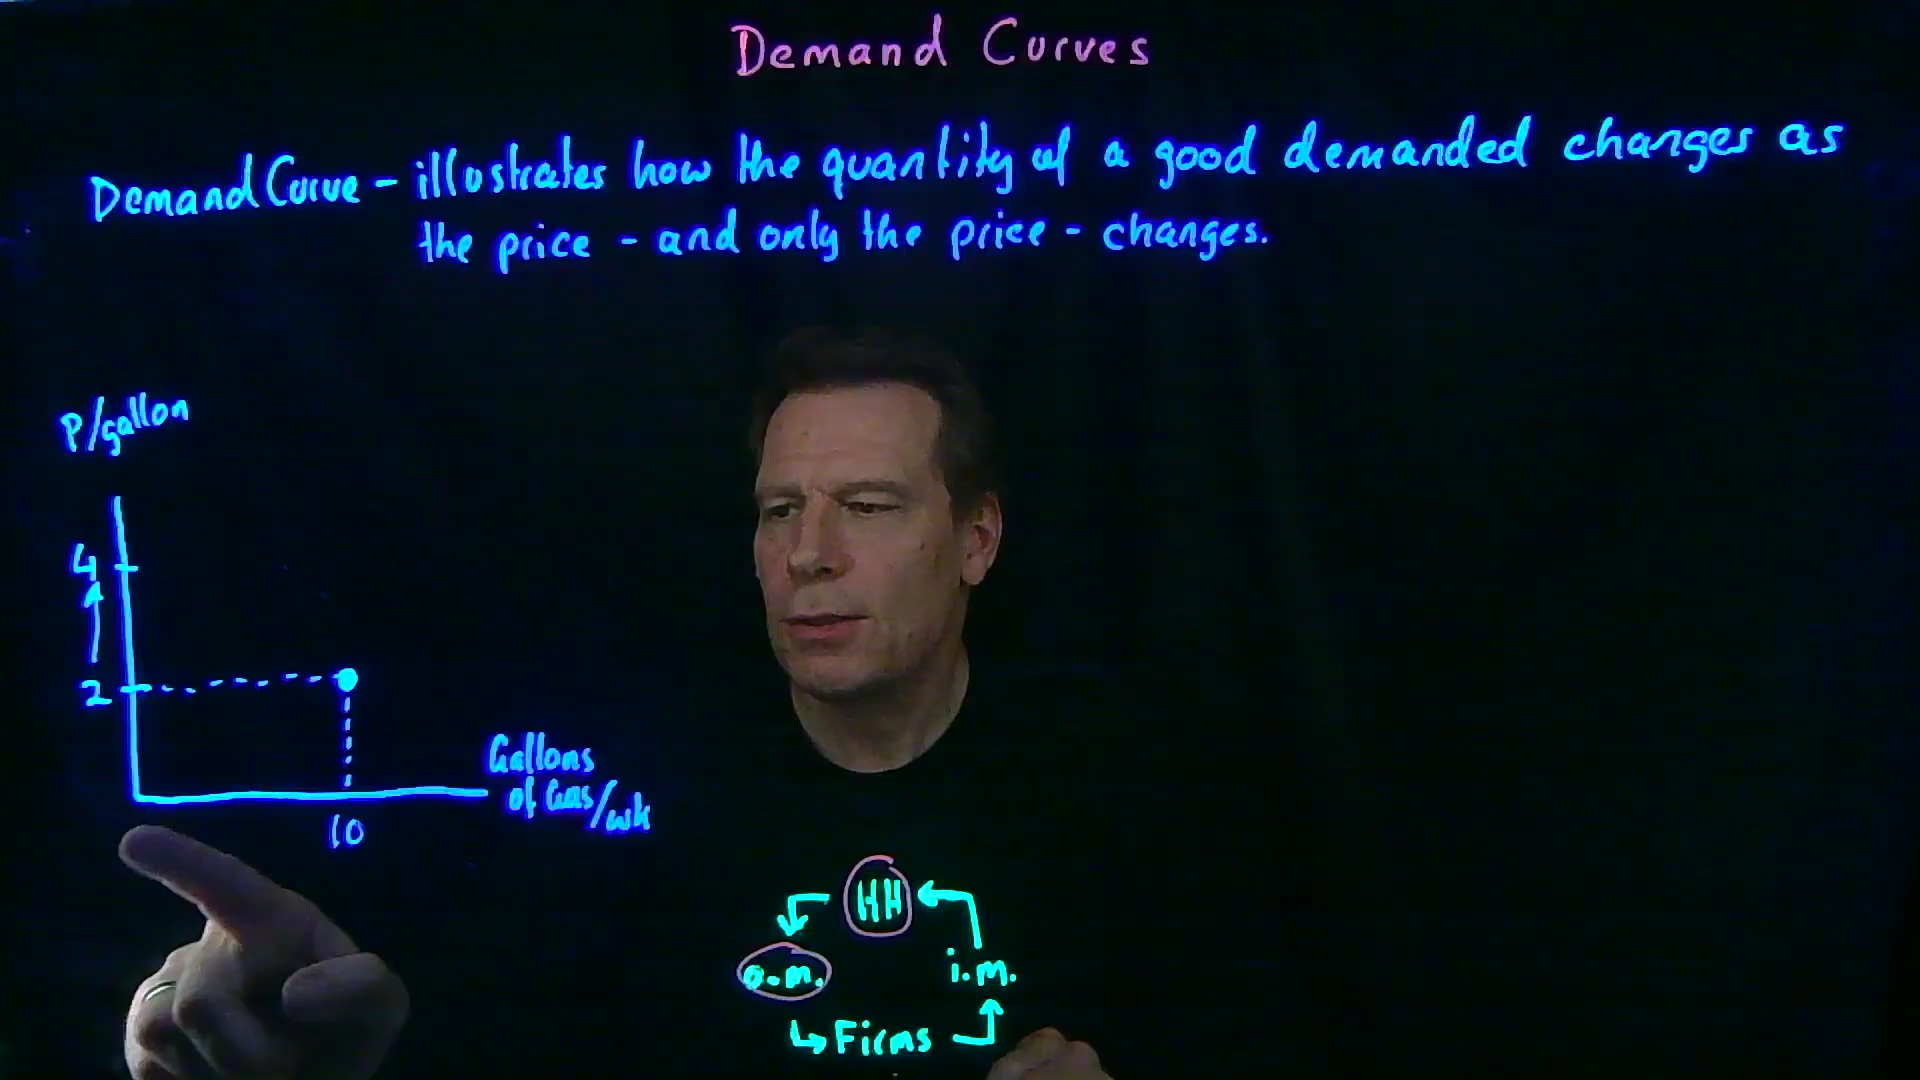 Demand Curves
Demand Curve - illustrates how the quantity of a good demanded changes as
the price - and only the price - changes.
P/gallon
4
2
10
Gallons
of Gas/wk
HH
o.m.
i.m.
Firms